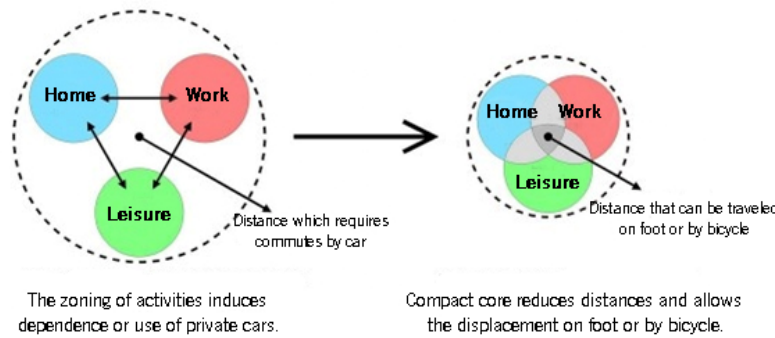 Home
Work
Leisure
Distance which requires
commutes by car
Home
Work
Leisure
Distance that can be traveled
on foot or by bicycle
The zoning of activities induces
dependence or use of private cars.
Compact core reduces distances and allows
the displacement on foot or by bicycle.